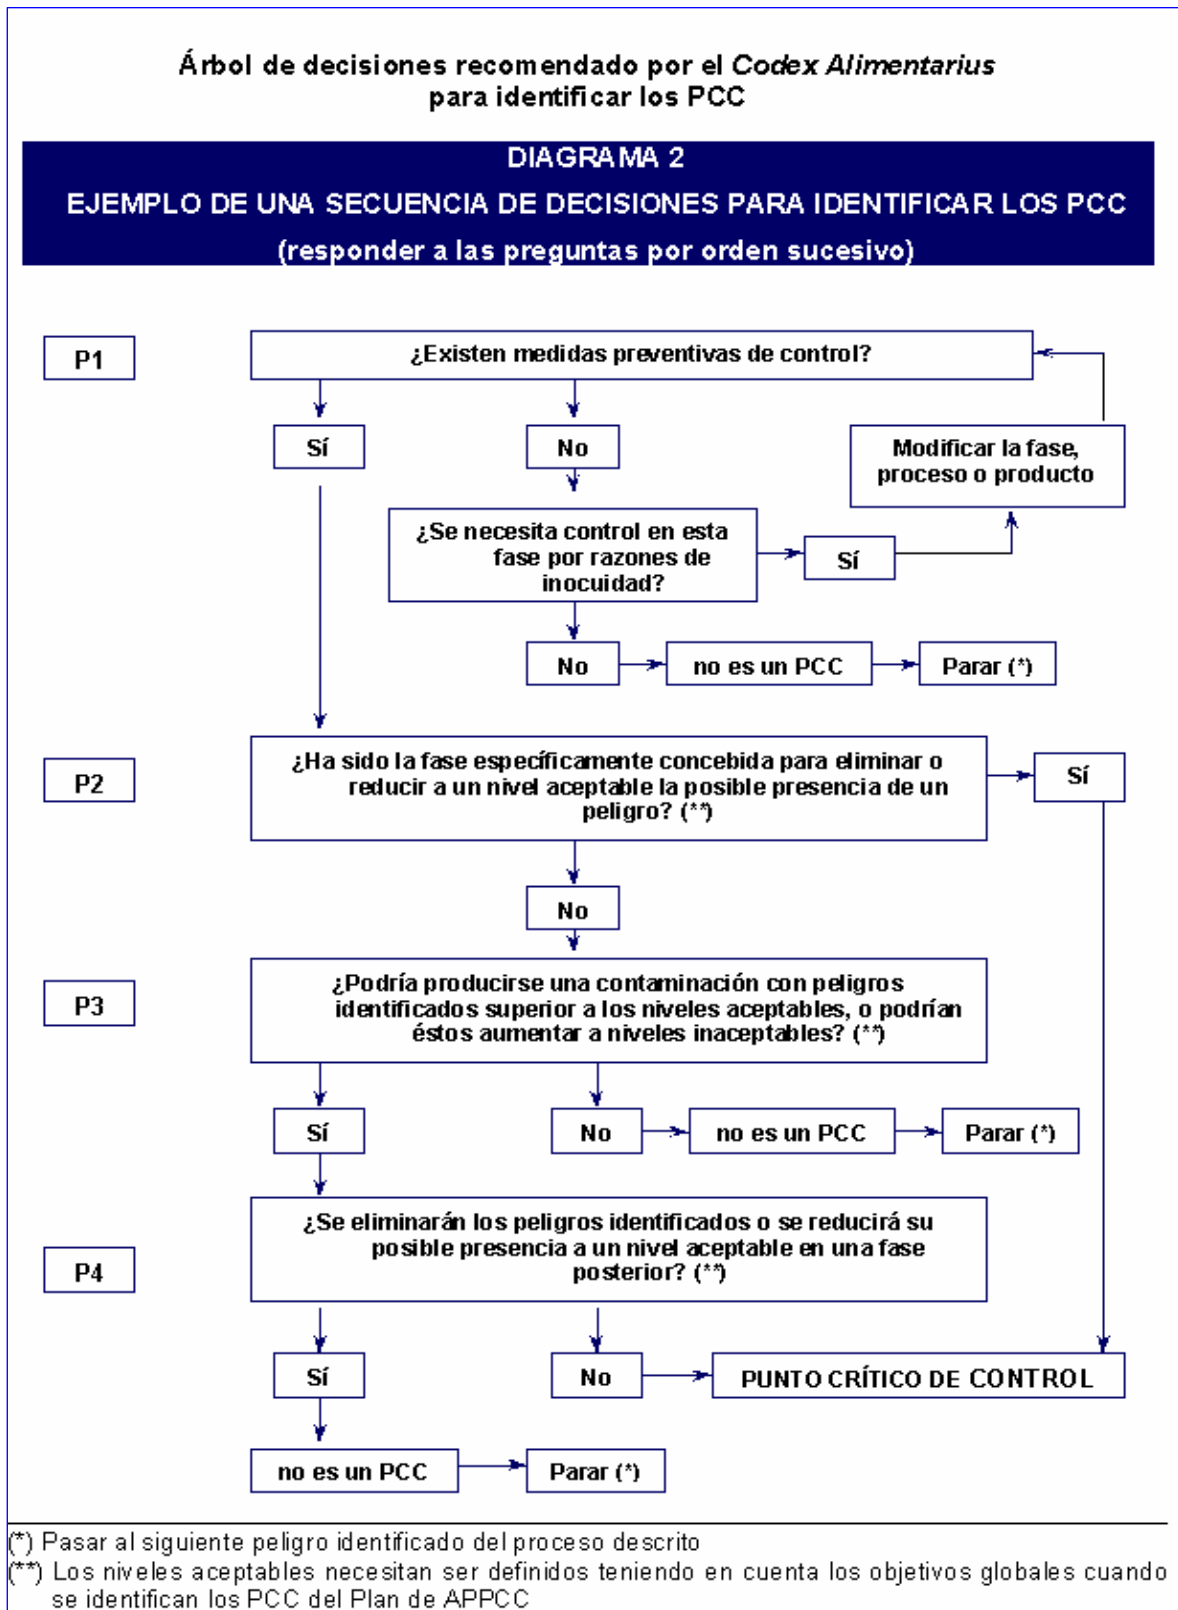 Árbol de decisiones recomendado por el Codex Alimentarius
para identificar los PCC
DIAGRAMA 2
EJEMPLO DE UNA SECUENCIA DE DECISIONES PARA IDENTIFICAR LOS PCC
(responder a las preguntas por orden sucesivo)
P1
¿Existen medidas preventivas de control?
Sí
No
Modificar la fase,
proceso o producto
¿Se necesita control en esta
fase por razones de
inocuidad?
Sí
No
no es un PCC
Parar (*)
P2
¿Ha sido la fase específicamente concebida para eliminar o
reducir a un nivel aceptable la posible presencia de un
peligro? (**)
Sí
No
P3
¿Podría producirse una contaminación con peligros
identificados superior a los niveles aceptables, o podrían
éstos aumentar a niveles inaceptables? (**)
Sí
No
no es un PCC
Parar (*)
P4
¿Se eliminarán los peligros identificados o se reducirá su
posible presencia a un nivel aceptable en una fase
posterior? (**)
Sí
No
PUNTO CRÍTICO DE CONTROL
no es un PCC
Parar (*)
(*) Pasar al siguiente peligro identificado del proceso descrito
(**) Los niveles aceptables necesitan ser definidos teniendo en cuenta los objetivos globales cuando
se identifican los PCC del Plan de APPCC